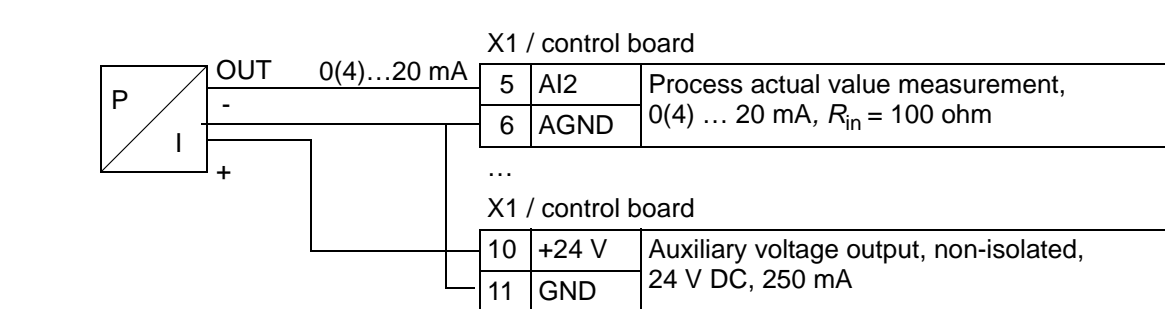 X1 / control board
OUT 0(4)…20 mA
P
-
I
+
5 AI2 Process actual value measurement,
6 AGND 0(4) … 20 mA, Rin = 100 ohm
…
X1 / control board
10 +24 V Auxiliary voltage output, non-isolated,
11 GND 24 V DC, 250 mA